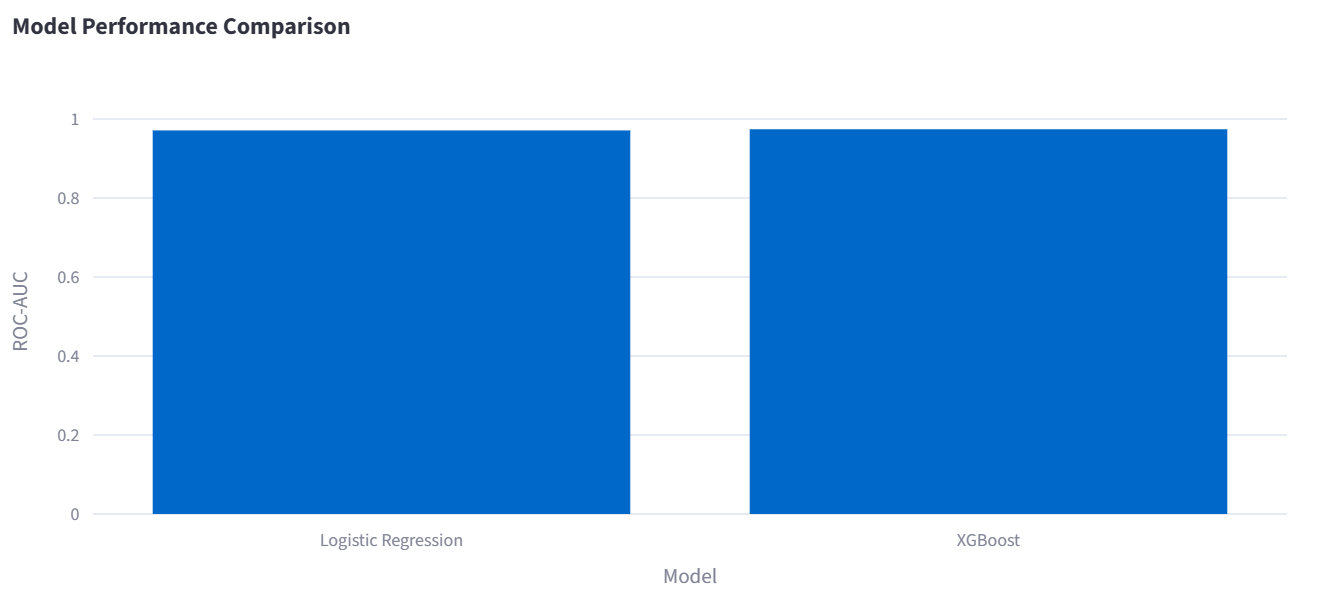 Model Performance Comparison
1
0.8
0.6
0.4
0.2
0
ROC-AUC
Logistic Regression
XGBoost
Model